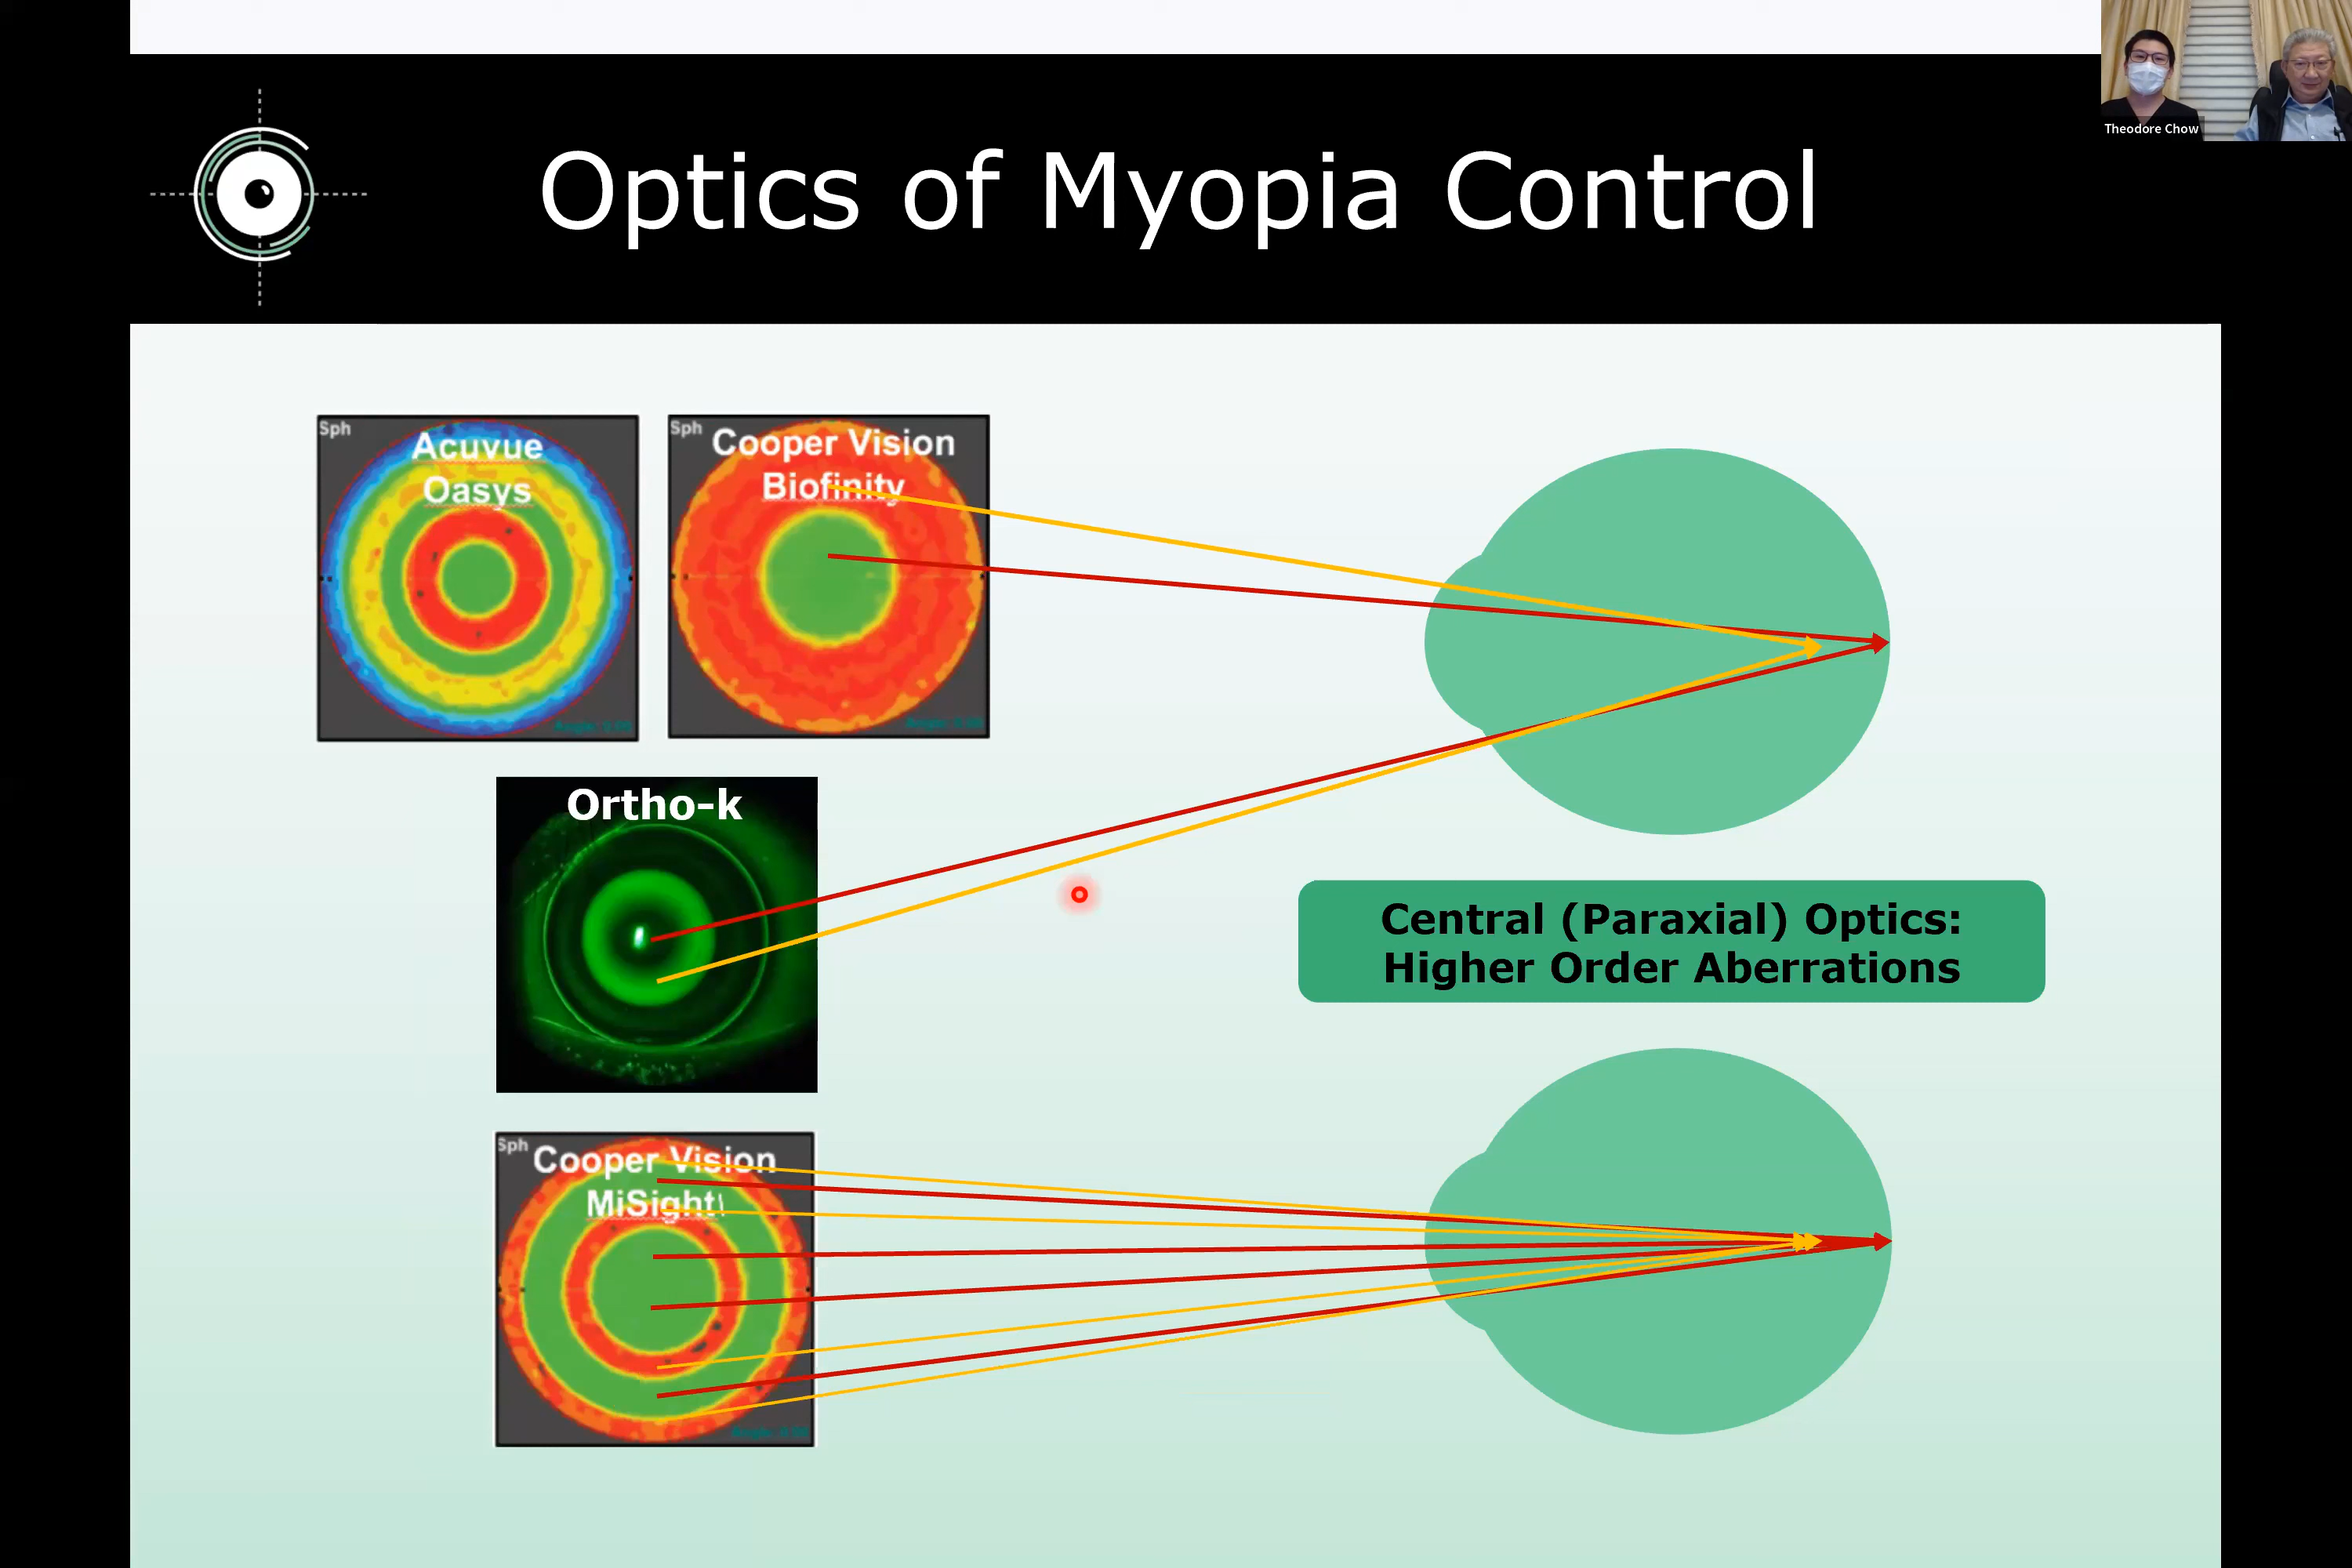 Theodore Chow
Optics of Myopia Control
Sph
Acuvue
Oasys
Sph
Cooper Vision
Biofinity
Ortho-k
Central (Paraxial) Optics:
Higher Order Aberrations
Sph
Cooper Vision
MiSight